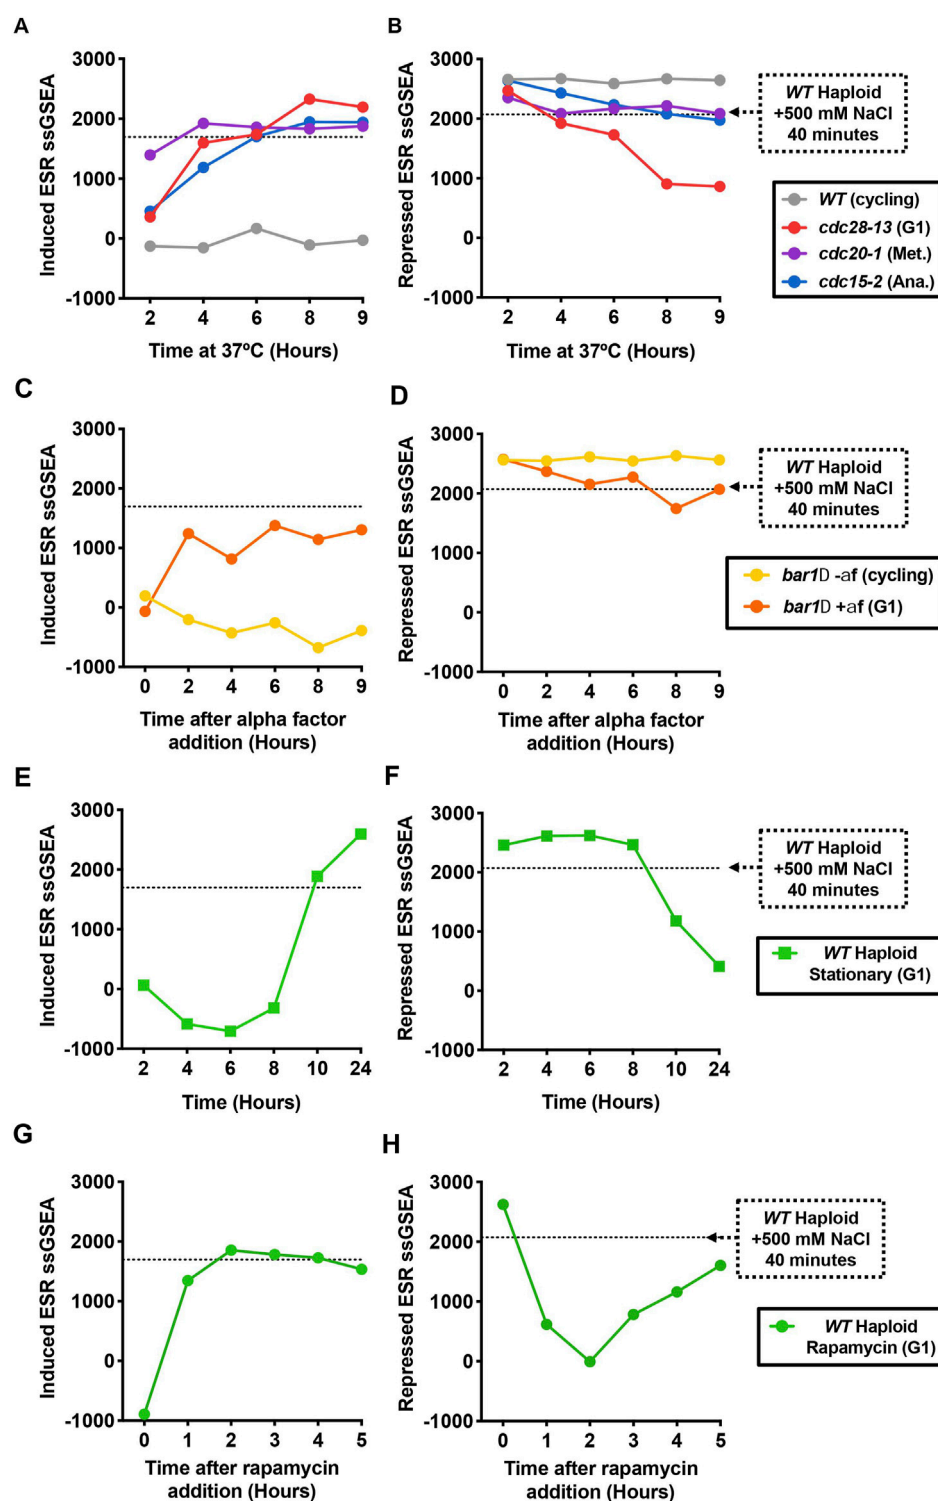 A
B
3000
2000
1000
0
-1000
Induced ESR ssGSEA
2 4 6 8 9
Time at 37ºC (Hours)
3000
2000
1000
0
-1000
Repressed ESR ssGSEA
2 4 6 8 9
Time at 37ºC (Hours)
WT Haploid
+500 mM NaCl
40 minutes
WT (cycling)
cdc28-13 (G1)
cdc20-1 (Met.)
cdc15-2 (Ana.)
C
D
3000
2000
1000
0
-1000
Induced ESR ssGSEA
0 2 4 6 8 9
Time after alpha factor
addition (Hours)
3000
2000
1000
0
-1000
Repressed ESR ssGSEA
0 2 4 6 8 9
Time after alpha factor
addition (Hours)
WT Haploid
+500 mM NaCl
40 minutes
bar1D -af (cycling)
bar1D +af (G1)
E
F
3000
2000
1000
0
-1000
Induced ESR ssGSEA
2 4 6 8 10 24
Time (Hours)
3000
2000
1000
0
-1000
Repressed ESR ssGSEA
2 4 6 8 10 24
Time (Hours)
WT Haploid
+500 mM NaCl
40 minutes
WT Haploid
Stationary (G1)
G
H
3000
2000
1000
0
-1000
Induced ESR ssGSEA
0 1 2 3 4 5
Time after rapamycin
addition (Hours)
3000
2000
1000
0
-1000
Repressed ESR ssGSEA
0 1 2 3 4 5
Time after rapamycin
addition (Hours)
WT Haploid
+500 mM NaCl
40 minutes
WT Haploid
Rapamycin (G1)